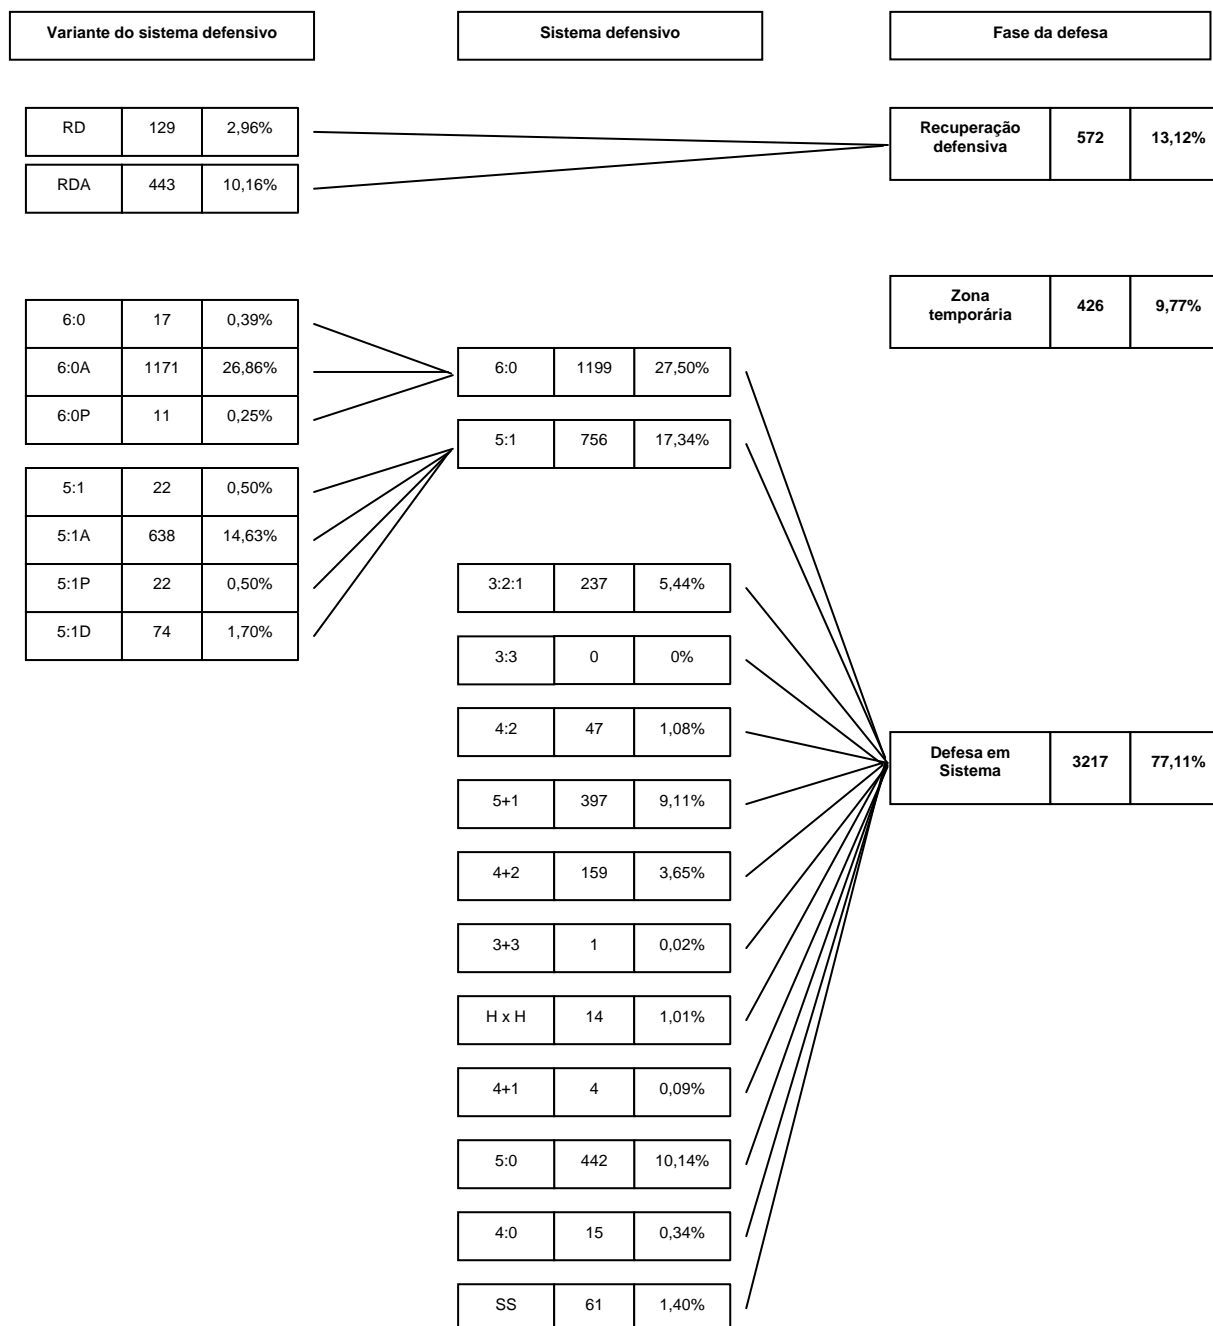 Variante do sistema defensivo
Sistema defensivo
Fase da defesa
RD 129 2,96%
RDA 443 10,16%
Recuperação
defensiva
572 13,12%
Zona
temporária
426 9,77%
6:0 17 0,39%
6:0A 1171 26,86%
6:0P 11 0,25%
5:1 22 0,50%
5:1A 638 14,63%
5:1P 22 0,50%
5:1D 74 1,70%
6:0 1199 27,50%
5:1 756 17,34%
3:2:1 237 5,44%
3:3 0 0%
4:2 47 1,08%
5+1 397 9,11%
4+2 159 3,65%
3+3 1 0,02%
H x H 14 1,01%
4+1 4 0,09%
5:0 442 10,14%
4:0 15 0,34%
SS 61 1,40%
Defesa em
Sistema
3217 77,11%